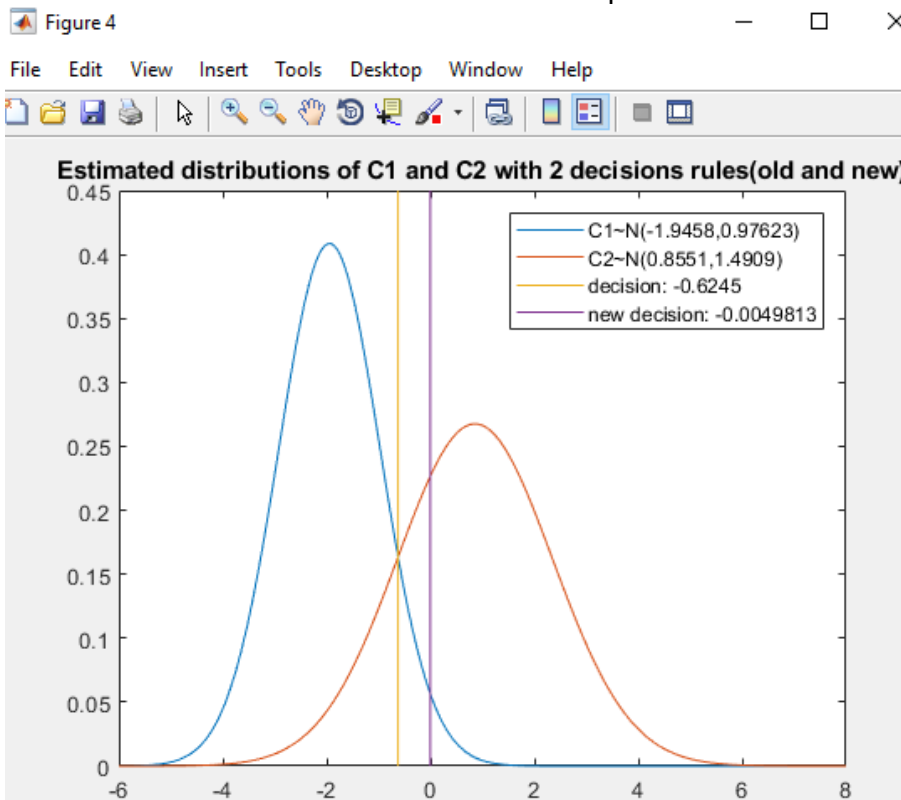 Figure 4
File Edit View Insert Tools Desktop Window Help
Estimated distributions of C1 and C2 with 2 decisions rules(old and new)
0.45
0.4
0.35
0.3
0.25
0.2
0.15
0.1
0.05
0
C1~N(-1.9458,0.97623)
C2~N(0.8551,1.4909)
decision: -0.6245
new decision: -0.0049813
-6 -4 -2 0 2 4 6 8